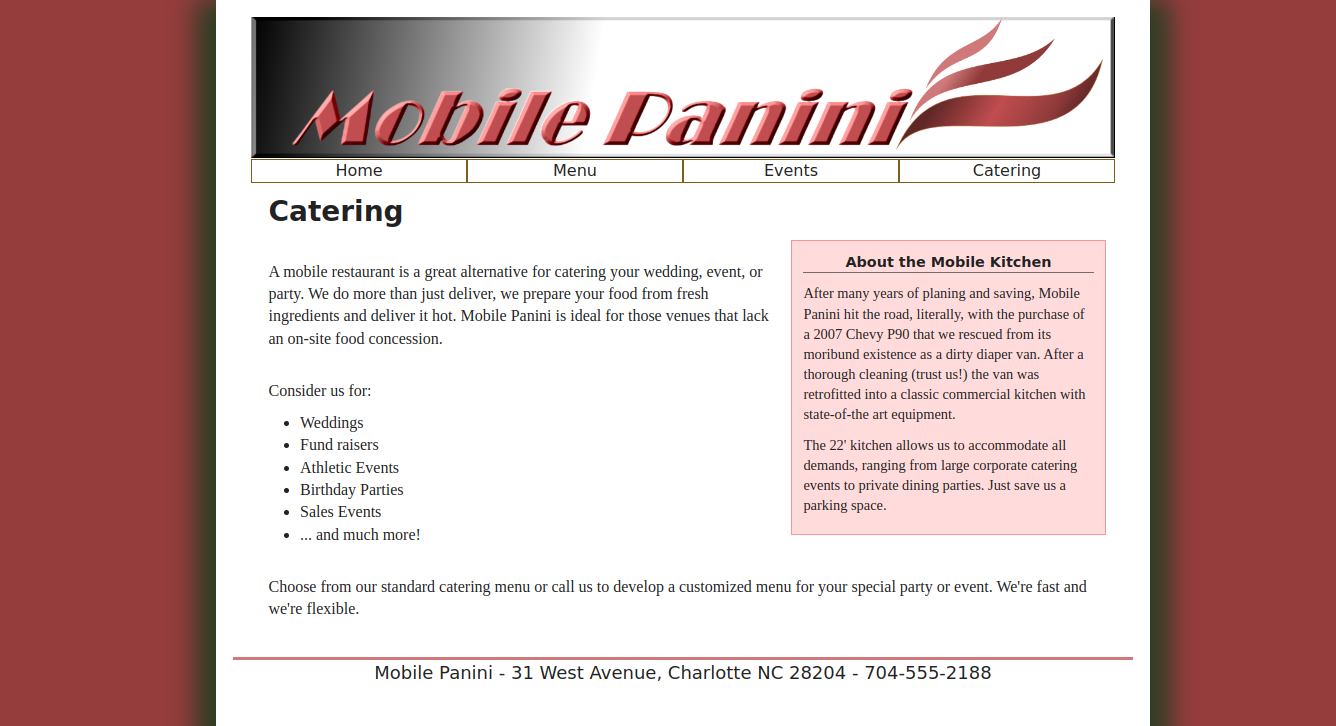 Mobile Panini
Home Menu Events Catering
Catering
A mobile restaurant is a great alternative for catering your wedding, event, or
party. We do more than just deliver, we prepare your food from fresh
ingredients and deliver it hot. Mobile Panini is ideal for those venues that lack
an on-site food concession.
Consider us for:
• Weddings
• Fund raisers
• Athletic Events
• Birthday Parties
• Sales Events
• ... and much more!
About the Mobile Kitchen
After many years of planing and saving, Mobile
Panini hit the road, literally, with the purchase of
a 2007 Chevy P90 that we rescued from its
moribund existence as a dirty diaper van. After a
thorough cleaning (trust us!) the van was
retrofitted into a classic commercial kitchen with
state-of-the art equipment.
The 22' kitchen allows us to accommodate all
demands, ranging from large corporate catering
events to private dining parties. Just save us a
parking space.
Choose from our standard catering menu or call us to develop a customized menu for your special party or event. We're fast and
we're flexible.
Mobile Panini - 31 West Avenue, Charlotte NC 28204 - 704-555-2188